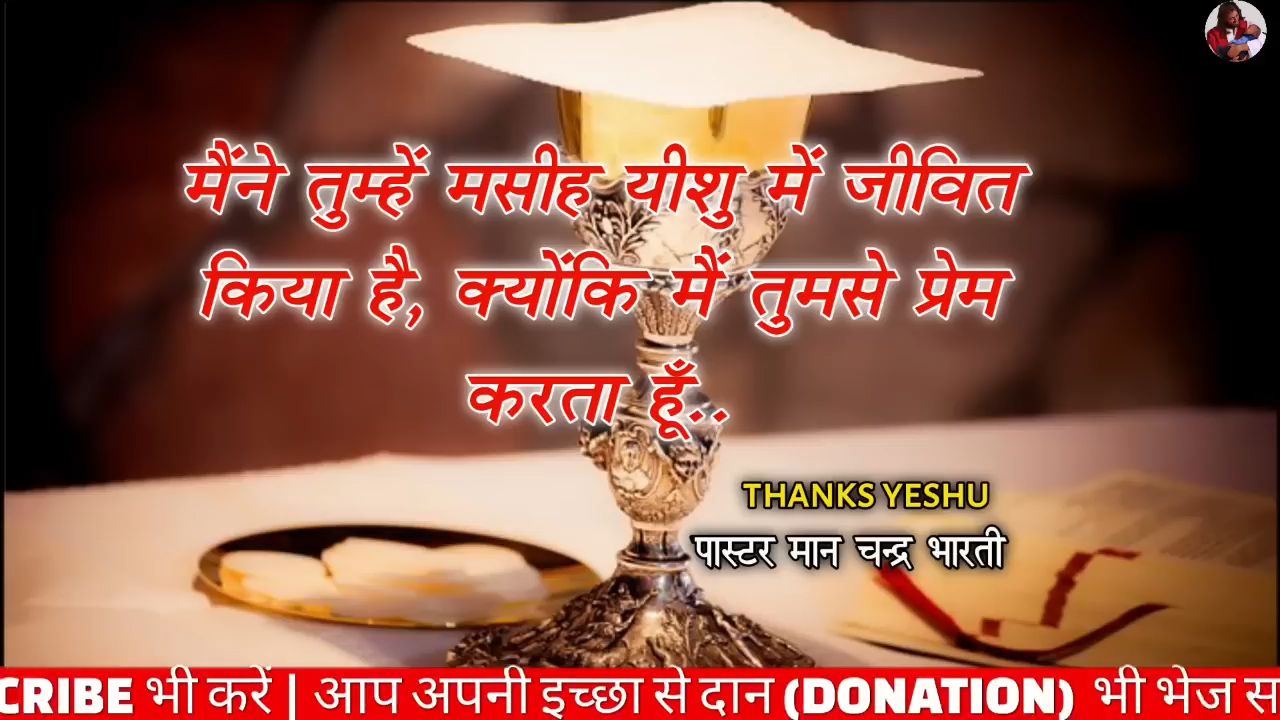 मैंने तुम्हें मसीह यीशु में जीवित
किया है, क्योंकि मैं तुमसे प्रेम
करता हूँ..
THANKS YESHU
पास्टर मान चन्द्र भारती
CRIBE भी करें | आप अपनी इच्छा से दान (DONATION) भी भेज स